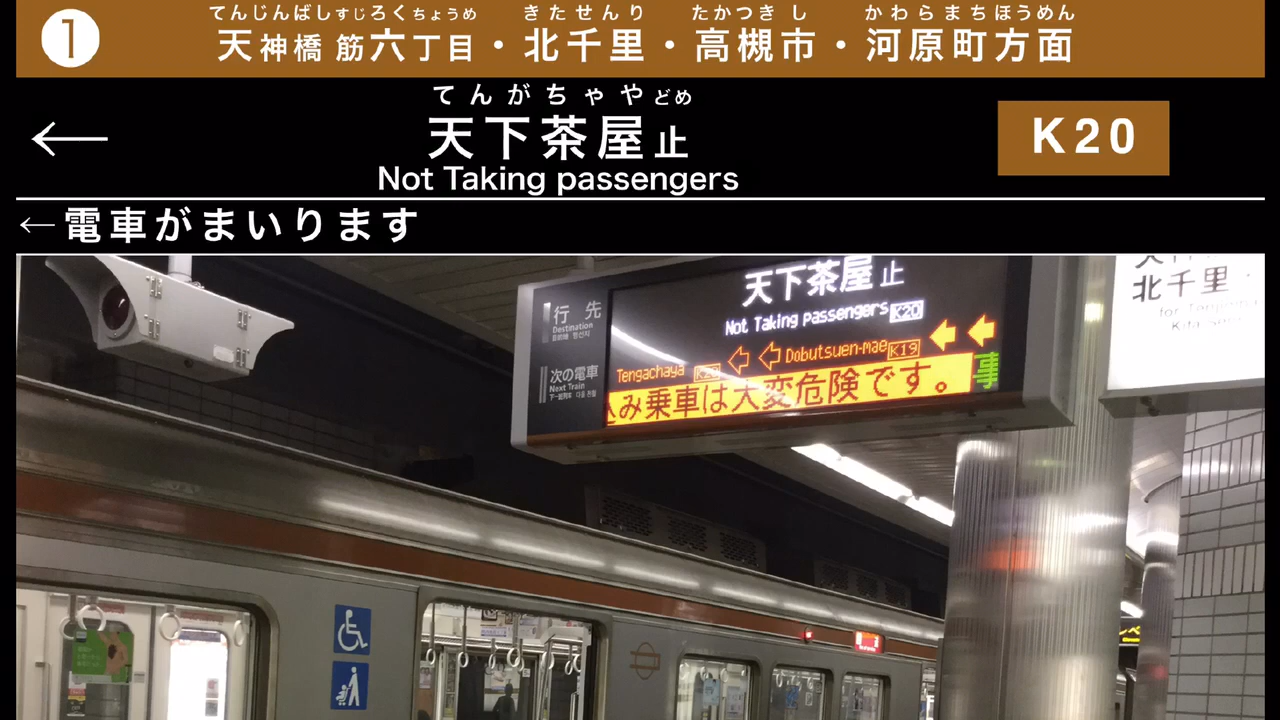 1
てんじんばしすじろくちょうめ きたせんり たかつきし かわらまちほうめん
天神橋筋六丁目・北千里・高槻市・河原町方面
てんがちゃやどめ
← 天下茶屋止 K20
Not Taking passengers
←電車がまいります
天下茶屋止
Not Taking Passengers K20
行先
Destination
次の電車
Next Train
Tengachaya K20 ⇦ ⇦ Dobutsuen-mae K19 ← ←
み乗車は大変危険です。 事
北千里・